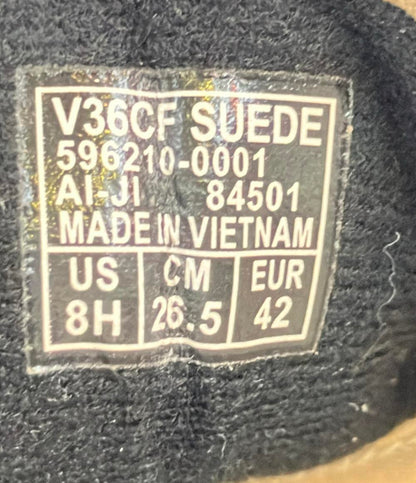 V36CF SUEDE
596210-0001
AI-JI 84501
MADE IN VIETNAM
US CM EUR
8H 26.5 42